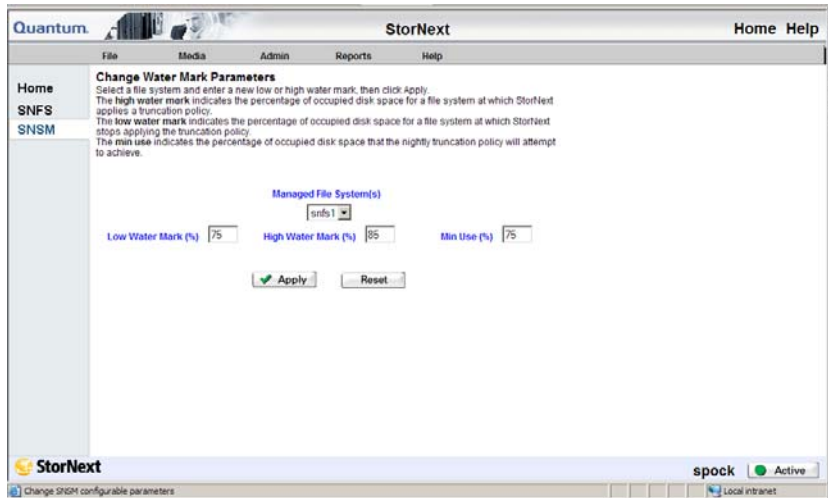 Quantum. StorNext Home Help
File Media Admin Reports Help
Home
SNFS
SNSM
Change Water Mark Parameters
Select a file system and enter a new low or high water mark, then click Apply.
The high water mark indicates the percentage of occupied disk space for a file system at which StorNext
applies a truncation policy.
The low water mark indicates the percentage of occupied disk space for a file system at which StorNext
stops applying the truncation policy.
The min use indicates the percentage of occupied disk space that the nightly truncation policy will attempt
to achieve.
Managed File System(s)
snfs1
Low Water Mark (%) 75 High Water Mark (%) 85 Min Use (%) 75
Apply Reset
StorNext spock Active
Change SNSM configurable parameters Local intranet